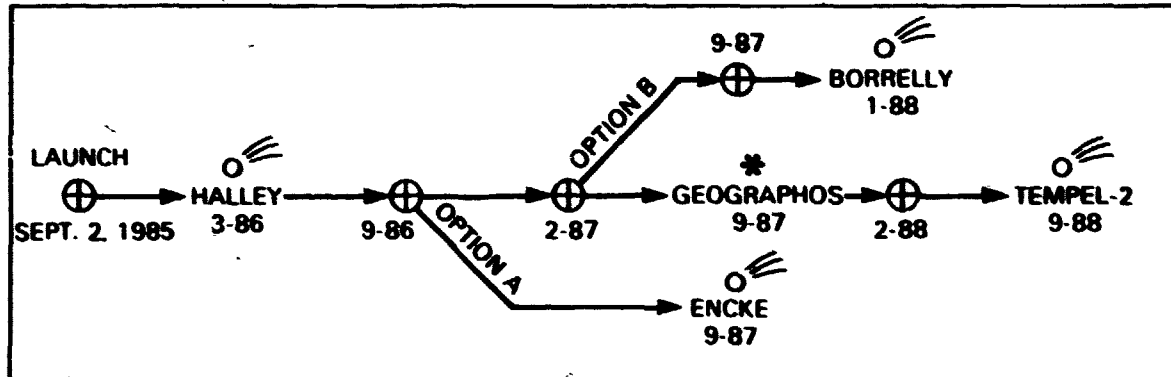 9-87
BORRELLY
1-88
OPTION B
LAUNCH
*
HALLEY
GEOGRAPHOS
TEMPEL-2
SEPT. 2, 1985
3-86
9-86
2-87
9-87
2-88
9-88
OPTION A
ENCKE
9-87